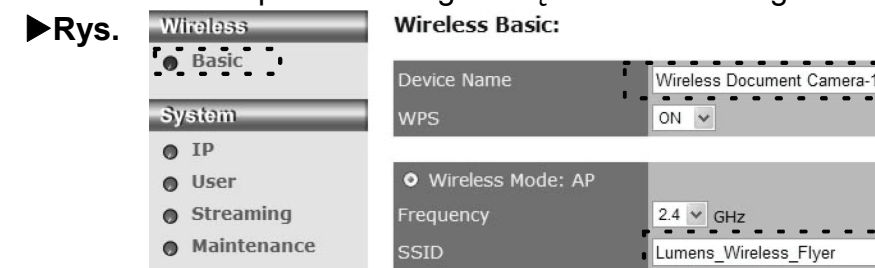 ▶Rys.
Wireless
Basic
System
IP
User
Streaming
Maintenance
Wireless Basic:
Device Name Wireless Document Camera-1
WPS ON
Wireless Mode: AP
Frequency 2.4 GHz
SSID Lumens_Wireless_Flyer